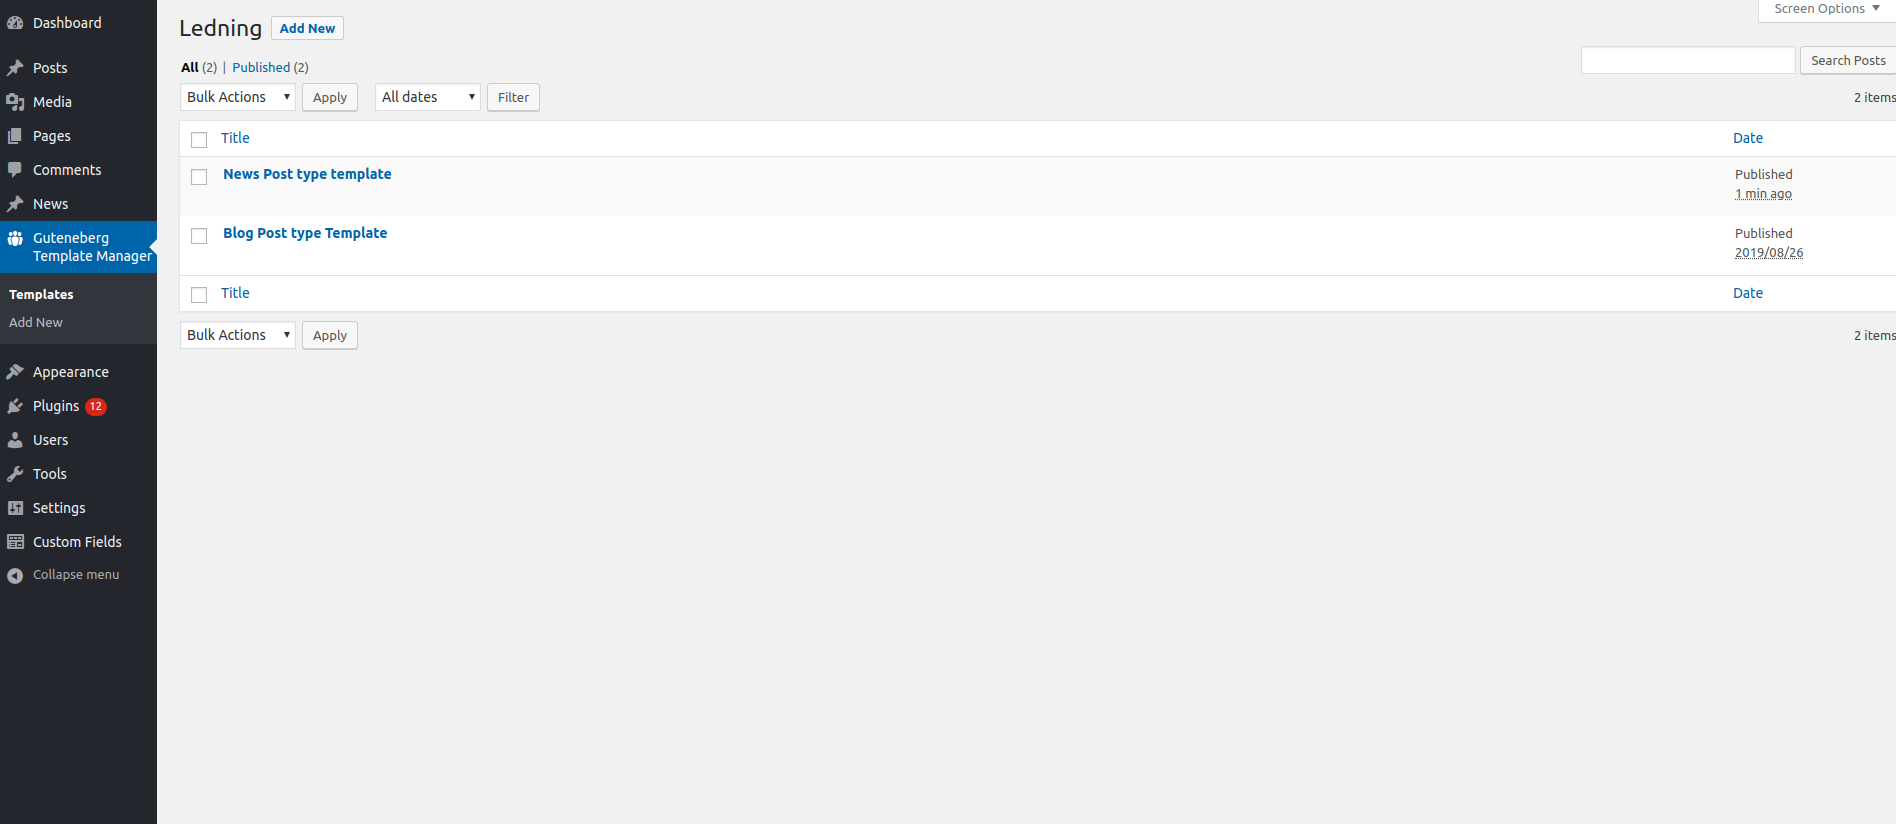 Dashboard
Posts
Media
Pages
Comments
News
Guteneberg
Template Manager
Templates
Add New
Appearance
Plugins 12
Users
Tools
Settings
Custom Fields
Collapse menu
Screen Options
Ledning Add New
All (2) | Published (2)
Search Posts
Bulk Actions Apply All dates Filter
2 items
Title Date
News Post type template Published
1 min ago
Blog Post type Template Published
2019/08/26
Title Date
Bulk Actions Apply
2 items